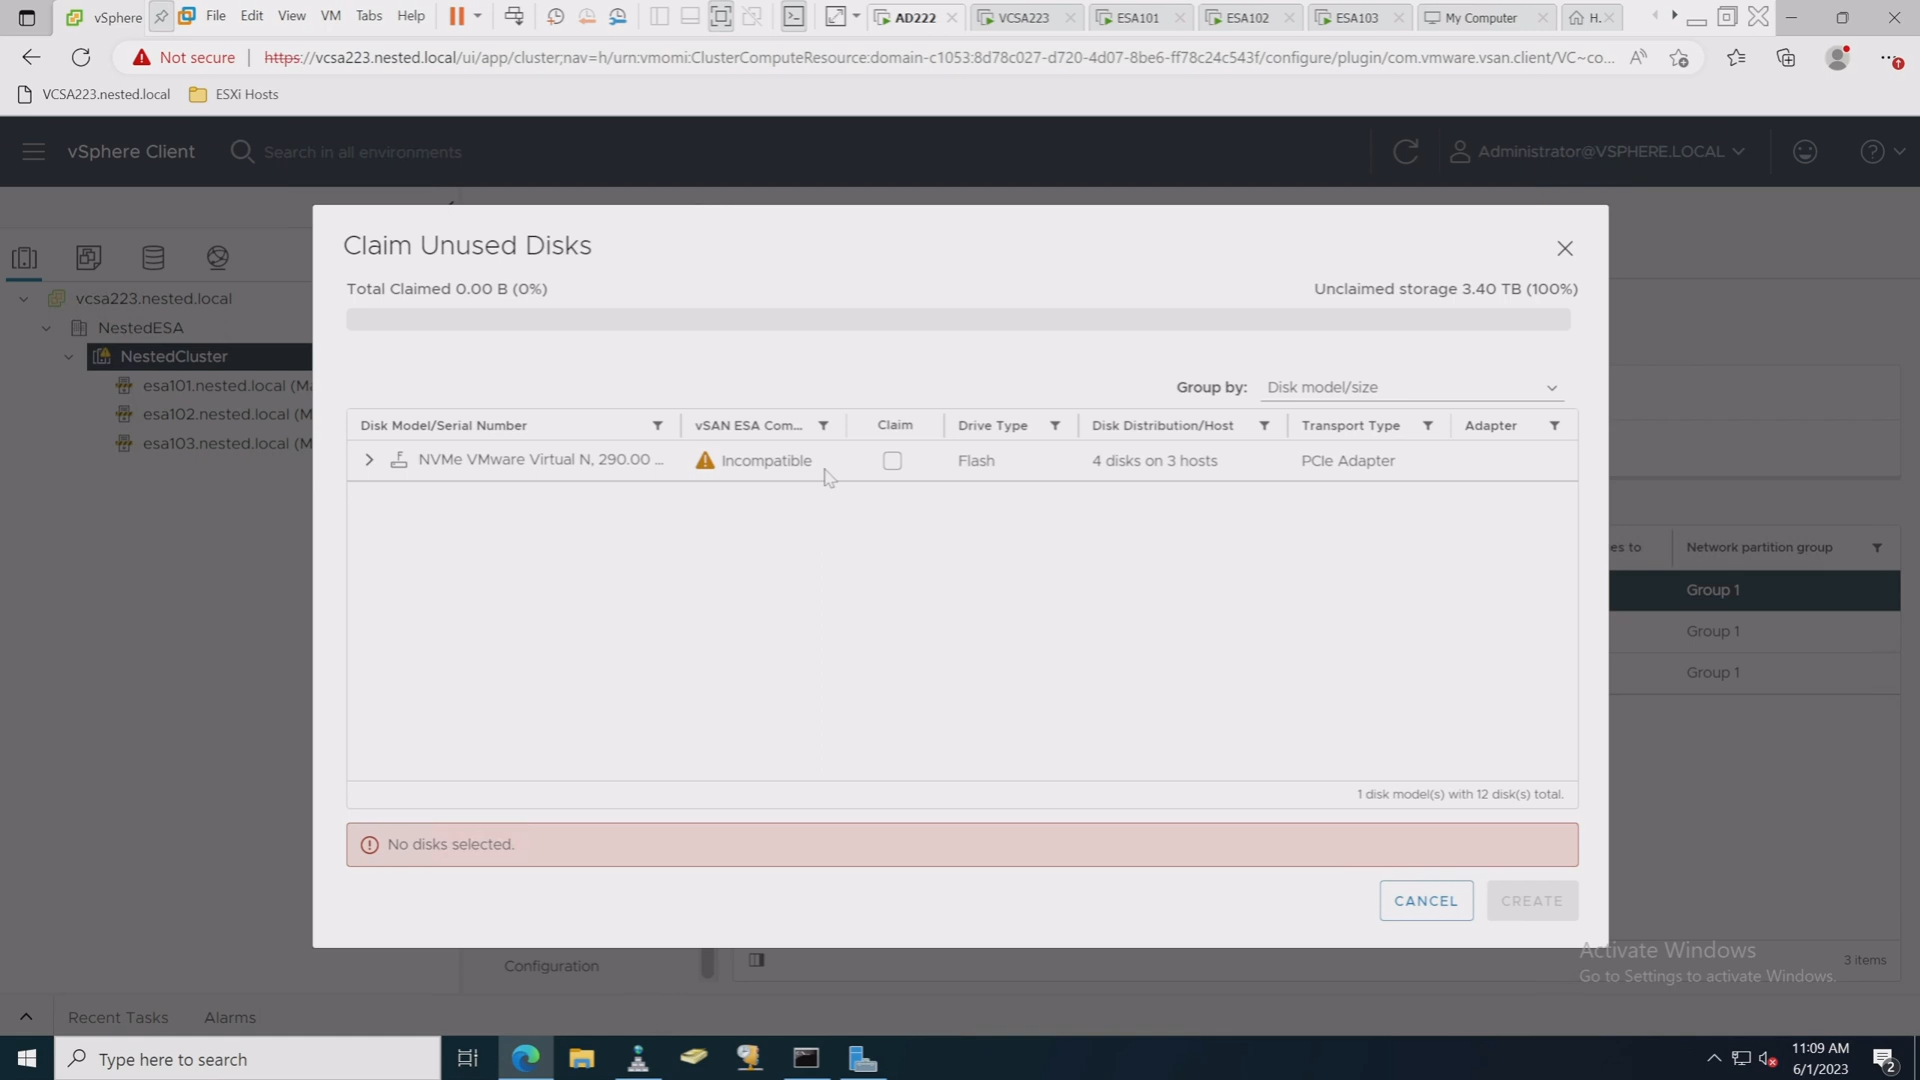 vSphere
File Edit View VM Tabs Help
AD222
VCSA223
ESA101
ESA102
ESA103
My Computer
H.
Not secure
https://vcsa223.nested.local/ui/app/cluster;nav=h/urn:vmomi:ClusterComputeResource:domain-c1053:8d78c027-d720-4d07-8be6-ff78c24c543f/configure/plugin/com.vmware.vsan.client/VC~co...
VCSA223.nested.local
ESXi Hosts
vSphere Client
Search in all environments
Administrator@VSPHERE.LOCAL
Claim Unused Disks
Total Claimed 0.00 B (0%)
Unclaimed storage 3.40 TB (100%)
vcsa223.nested.local
NestedESA
NestedCluster
esa101.nested.local (Ma
esa102.nested.local (M
esa103.nested.local (M
Group by: Disk model/size
Disk Model/Serial Number
vSAN ESA Com...
Claim
Drive Type
Disk Distribution/Host
Transport Type
Adapter
NVMe VMware Virtual N, 290.00 ...
Incompatible
Flash
4 disks on 3 hosts
PCIe Adapter
es to
Network partition group
Group 1
Group 1
Group 1
1 disk model(s) with 12 disk(s) total.
No disks selected.
CANCEL
CREATE
Configuration
3 items
Activate Windows
Go to Settings to activate Windows.
Recent Tasks
Alarms
Type here to search
11:09 AM
6/1/2023
2